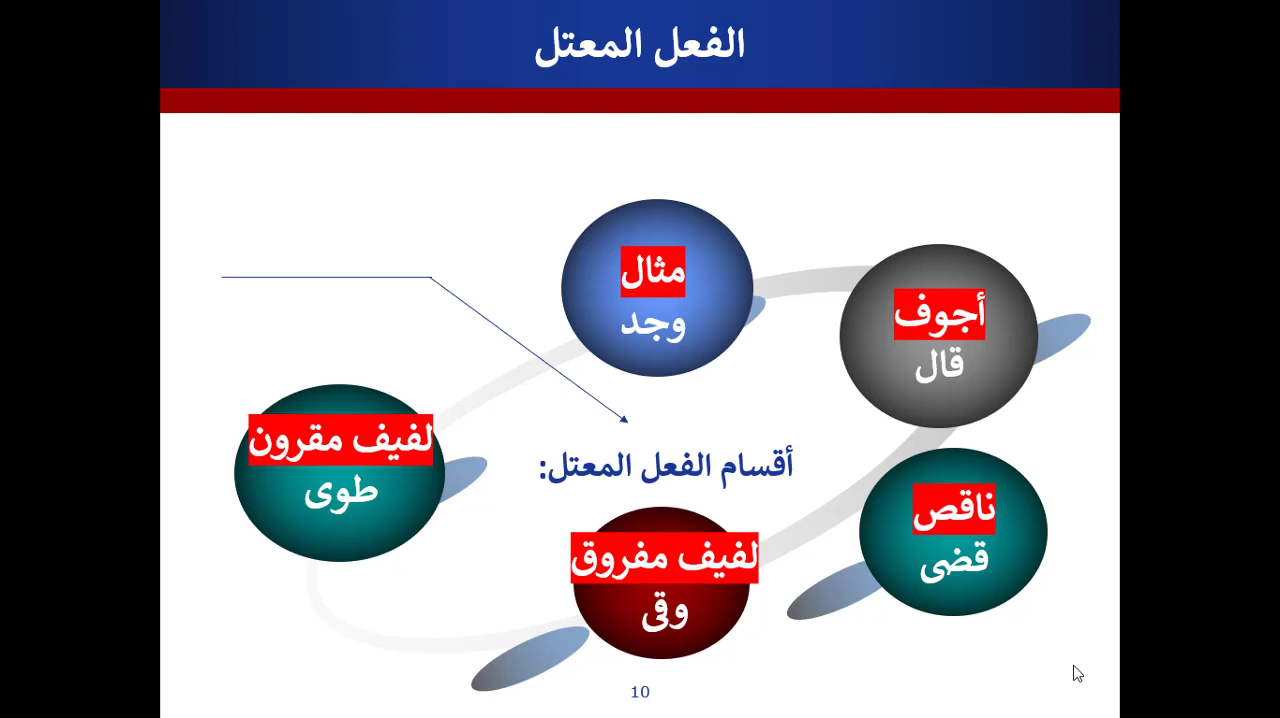 الفعل المعتل
مثال
وجد
أجوف
قال
ناقص
قضى
لفيف مفروق
وقى
لفيف مقرون
طوى
أقسام الفعل المعتل:
10